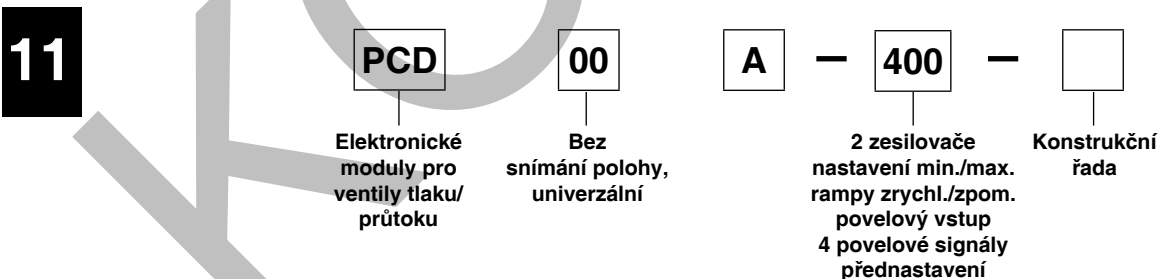 11
PCD 00 A – 400 –
Elektronické
moduly pro
ventily tlaku/
průtoku
Bez
snímání polohy,
univerzální
2 zesilovače
nastavení min./max.
rampy zrychl./zpom.
povelový vstup
4 povelové signály
přednastavení
Konstrukční
řada